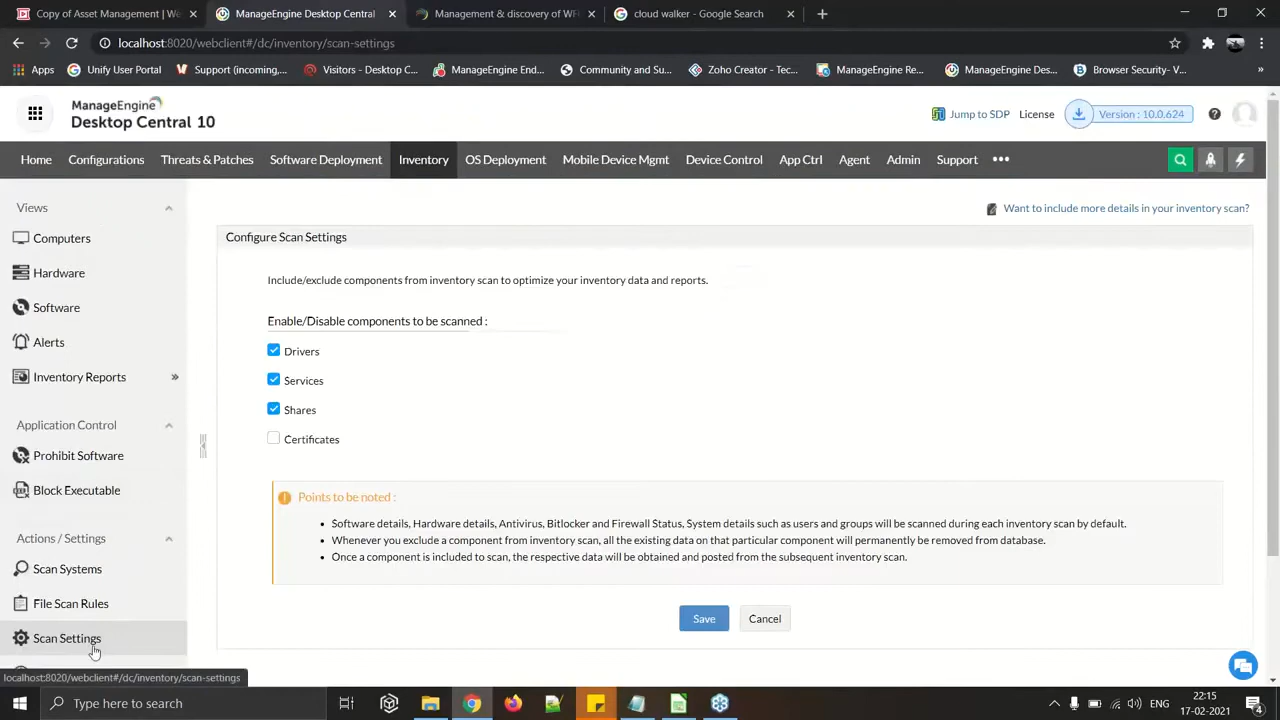 Copy of Asset Management | We
ManageEngine Desktop Central
Management & discovery of WF
cloud walker - Google Search
localhost:8020/webclient#/dc/inventory/scan-settings
Apps
Unify User Portal
Support (incoming,...
Visitors - Desktop C...
ManageEngine End...
Community and Su...
Zoho Creator - Tec...
ManageEngine Re...
ManageEngine Des...
Browser Security- V...
»
ManageEngine
Desktop Central 10
Jump to SDP
License
Version : 10.0.624
Home
Configurations
Threats & Patches
Software Deployment
Inventory
OS Deployment
Mobile Device Mgmt
Device Control
App Ctrl
Agent
Admin
Support
Views
Computers
Hardware
Software
Alerts
Inventory Reports »
Application Control
Prohibit Software
Block Executable
Actions / Settings
Scan Systems
File Scan Rules
Scan Settings
Want to include more details in your inventory scan?
Configure Scan Settings
Include/exclude components from inventory scan to optimize your inventory data and reports.
Enable/Disable components to be scanned :
Drivers
Services
Shares
Certificates
Points to be noted :
• Software details, Hardware details, Antivirus, Bitlocker and Firewall Status, System details such as users and groups will be scanned during each inventory scan by default.
• Whenever you exclude a component from inventory scan, all the existing data on that particular component will permanently be removed from database.
• Once a component is included to scan, the respective data will be obtained and posted from the subsequent inventory scan.
Save
Cancel
localhost:8020/webclient#/dc/inventory/scan-settings
Type here to search
ENG
22:15
17-02-2021
4